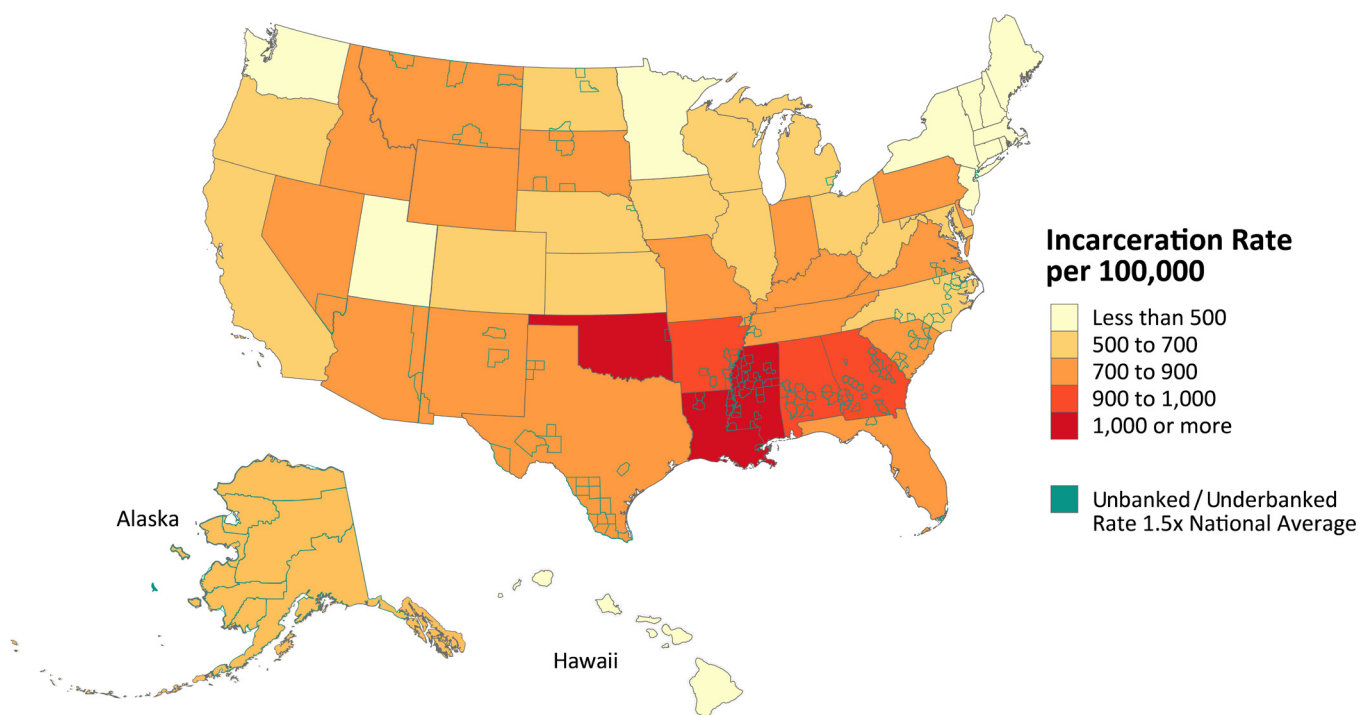 Incarceration Rate
per 100,000
Less than 500
500 to 700
700 to 900
900 to 1,000
1,000 or more
Unbanked/Underbanked
Rate 1.5x National Average
Alaska
Hawaii